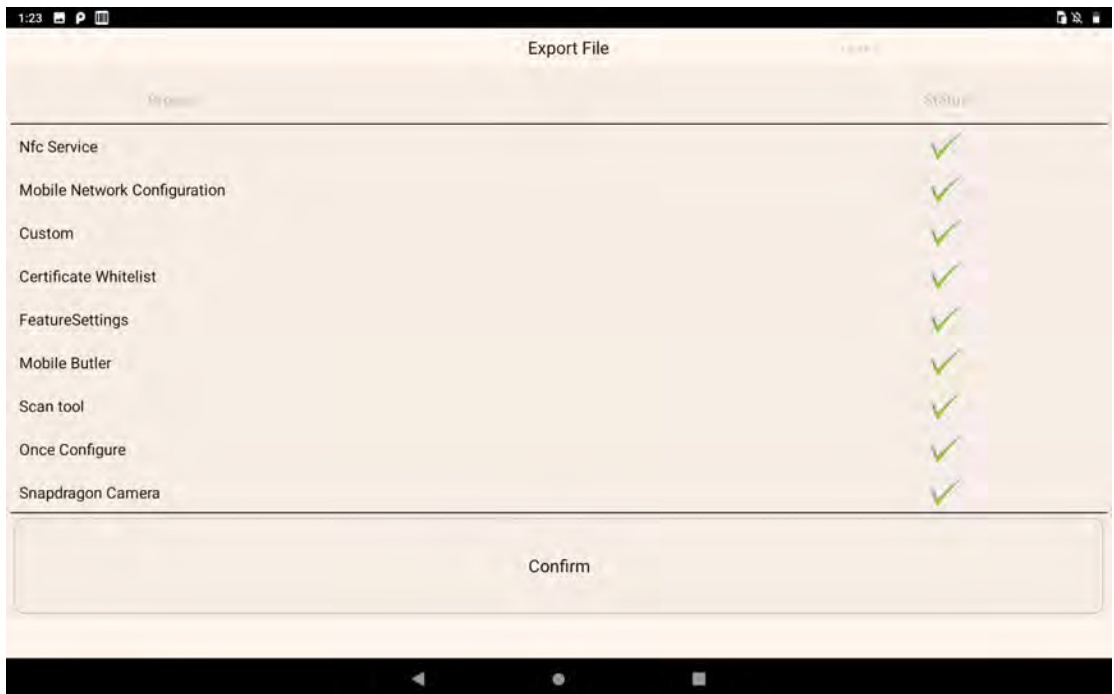 1:23
Export File
Status
Nfc Service
Mobile Network Configuration
Custom
Certificate Whitelist
FeatureSettings
Mobile Butler
Scan tool
Once Configure
Snapdragon Camera
Confirm